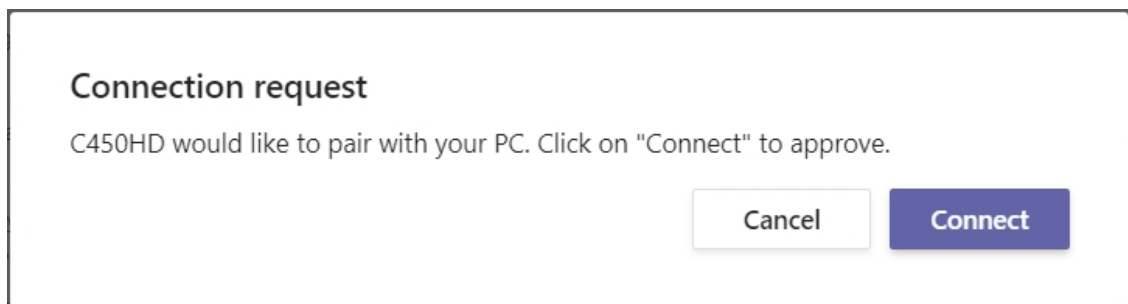 Connection request
C450HD would like to pair with your PC. Click on "Connect" to approve.
Cancel Connect